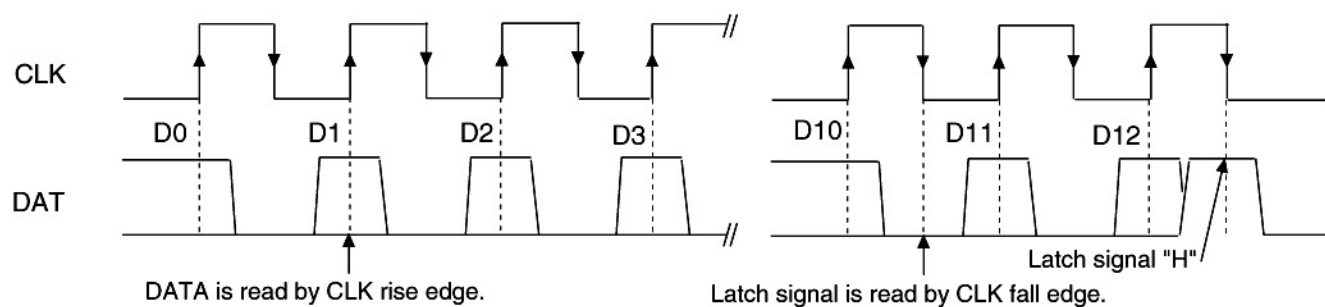 CLK
D0 D1 D2 D3 D10 D11 D12
DAT
Latch signal "H"
DATA is read by CLK rise edge. Latch signal is read by CLK fall edge.